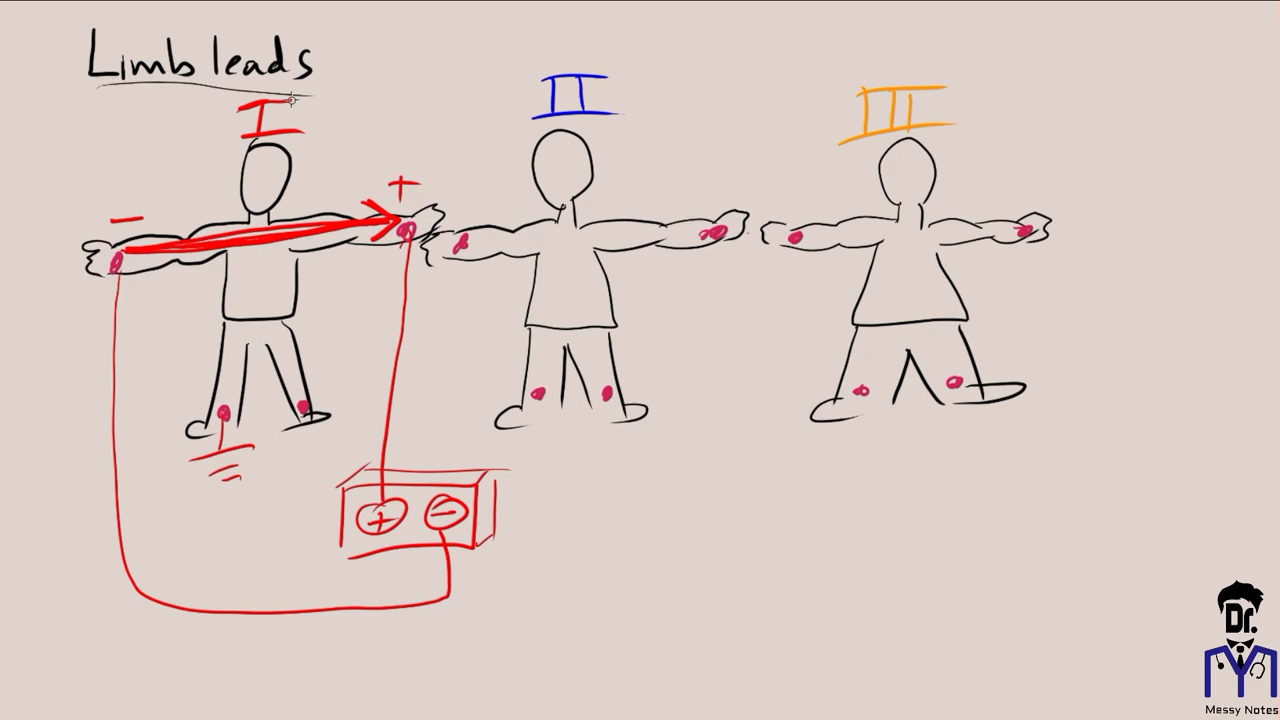 Limb leads
I
II
III
- +
+ -
Dr.
Messy Notes